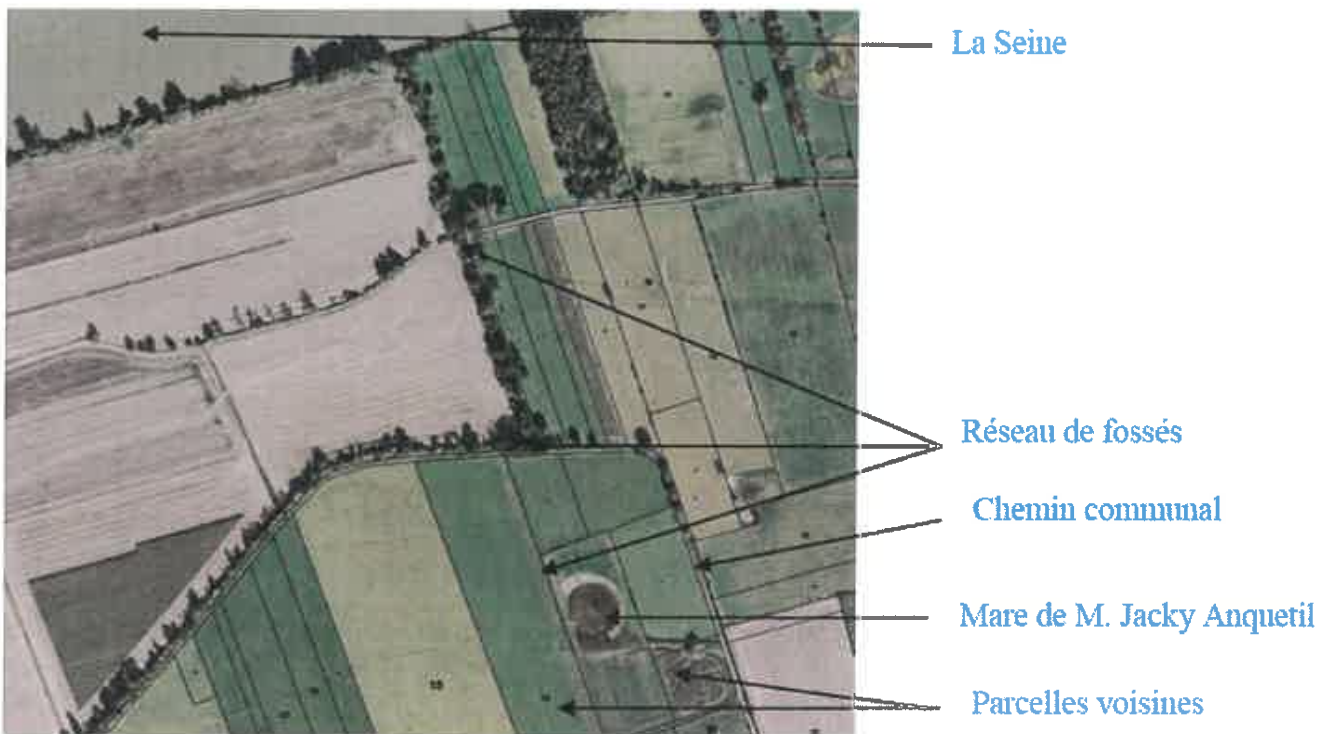 La Seine
Réseau de fossés
Chemin communal
Mare de M. Jacky Anquetil
Parcelles voisines